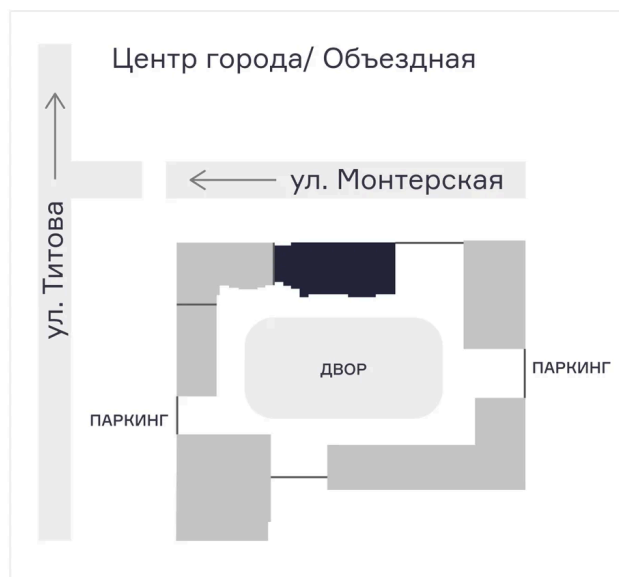 Центр города/ Объездная
ул. Монтерская
ул. Титова
ДВОР
ПАРКИНГ
ПАРКИНГ